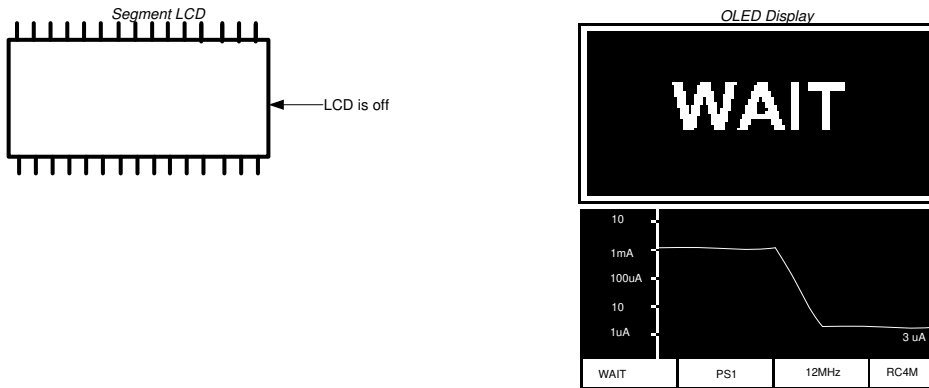 Segment LCD
LCD is off
OLED Display
WAIT
10
1mA
100uA
10
1uA
3 uA
WAIT
PS1
12MHz
RC4M